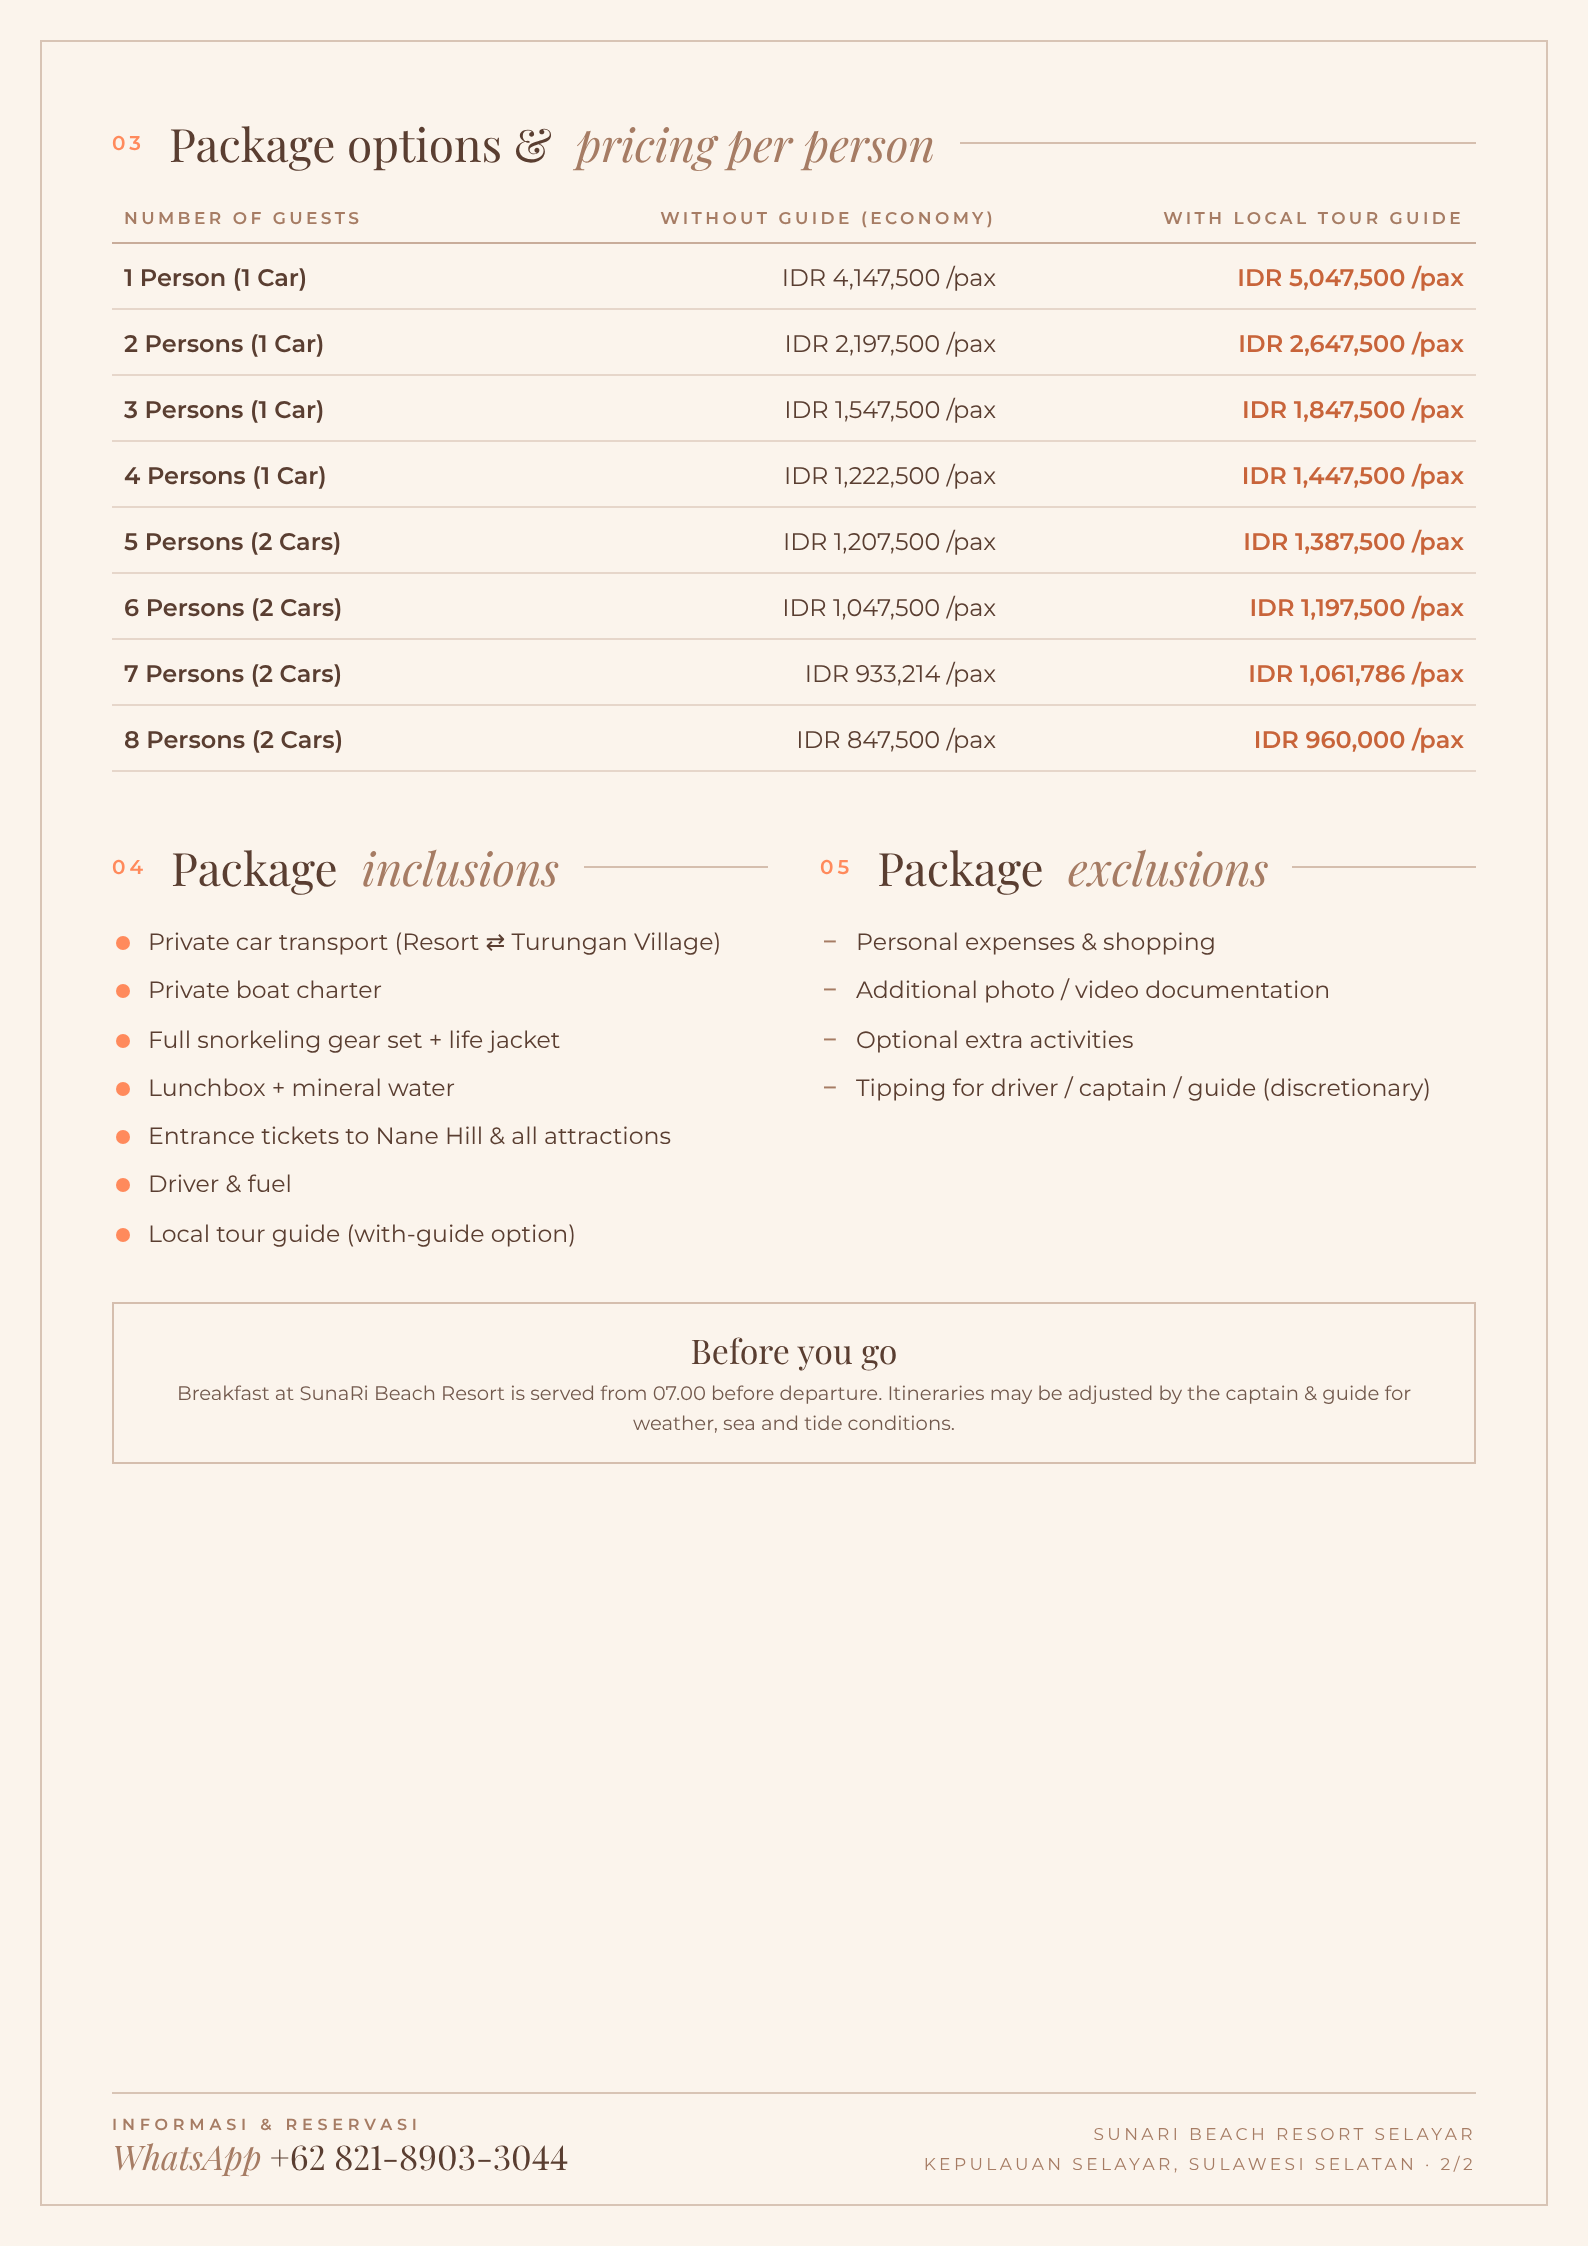 03 Package options & pricing per person
NUMBER OF GUESTS WITHOUT GUIDE (ECONOMY) WITH LOCAL TOUR GUIDE
1 Person (1 Car) IDR 4,147,500 /pax IDR 5,047,500 /pax
2 Persons (1 Car) IDR 2,197,500 /pax IDR 2,647,500 /pax
3 Persons (1 Car) IDR 1,547,500 /pax IDR 1,847,500 /pax
4 Persons (1 Car) IDR 1,222,500 /pax IDR 1,447,500 /pax
5 Persons (2 Cars) IDR 1,207,500 /pax IDR 1,387,500 /pax
6 Persons (2 Cars) IDR 1,047,500 /pax IDR 1,197,500 /pax
7 Persons (2 Cars) IDR 933,214 /pax IDR 1,061,786 /pax
8 Persons (2 Cars) IDR 847,500 /pax IDR 960,000 /pax
04 Package inclusions
Private car transport (Resort ⇄ Turungan Village)
Private boat charter
Full snorkeling gear set + life jacket
Lunchbox + mineral water
Entrance tickets to Nane Hill & all attractions
Driver & fuel
Local tour guide (with-guide option)
05 Package exclusions
– Personal expenses & shopping
– Additional photo / video documentation
– Optional extra activities
– Tipping for driver / captain / guide (discretionary)
Before you go
Breakfast at SunaRi Beach Resort is served from 07.00 before departure. Itineraries may be adjusted by the captain & guide for
weather, sea and tide conditions.
INFORMASI & RESERVASI
WhatsApp +62 821-8903-3044
SUNARI BEACH RESORT SELAYAR
KEPULAUAN SELAYAR, SULAWESI SELATAN · 2/2